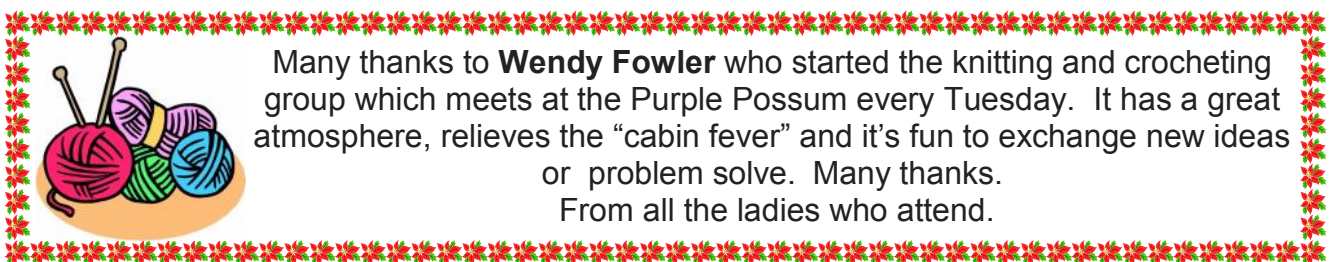 Many thanks to Wendy Fowler who started the knitting and crocheting
group which meets at the Purple Possum every Tuesday.  It has a great
atmosphere, relieves the “cabin fever” and it’s fun to exchange new ideas
or  problem solve.  Many thanks.
From all the ladies who attend.